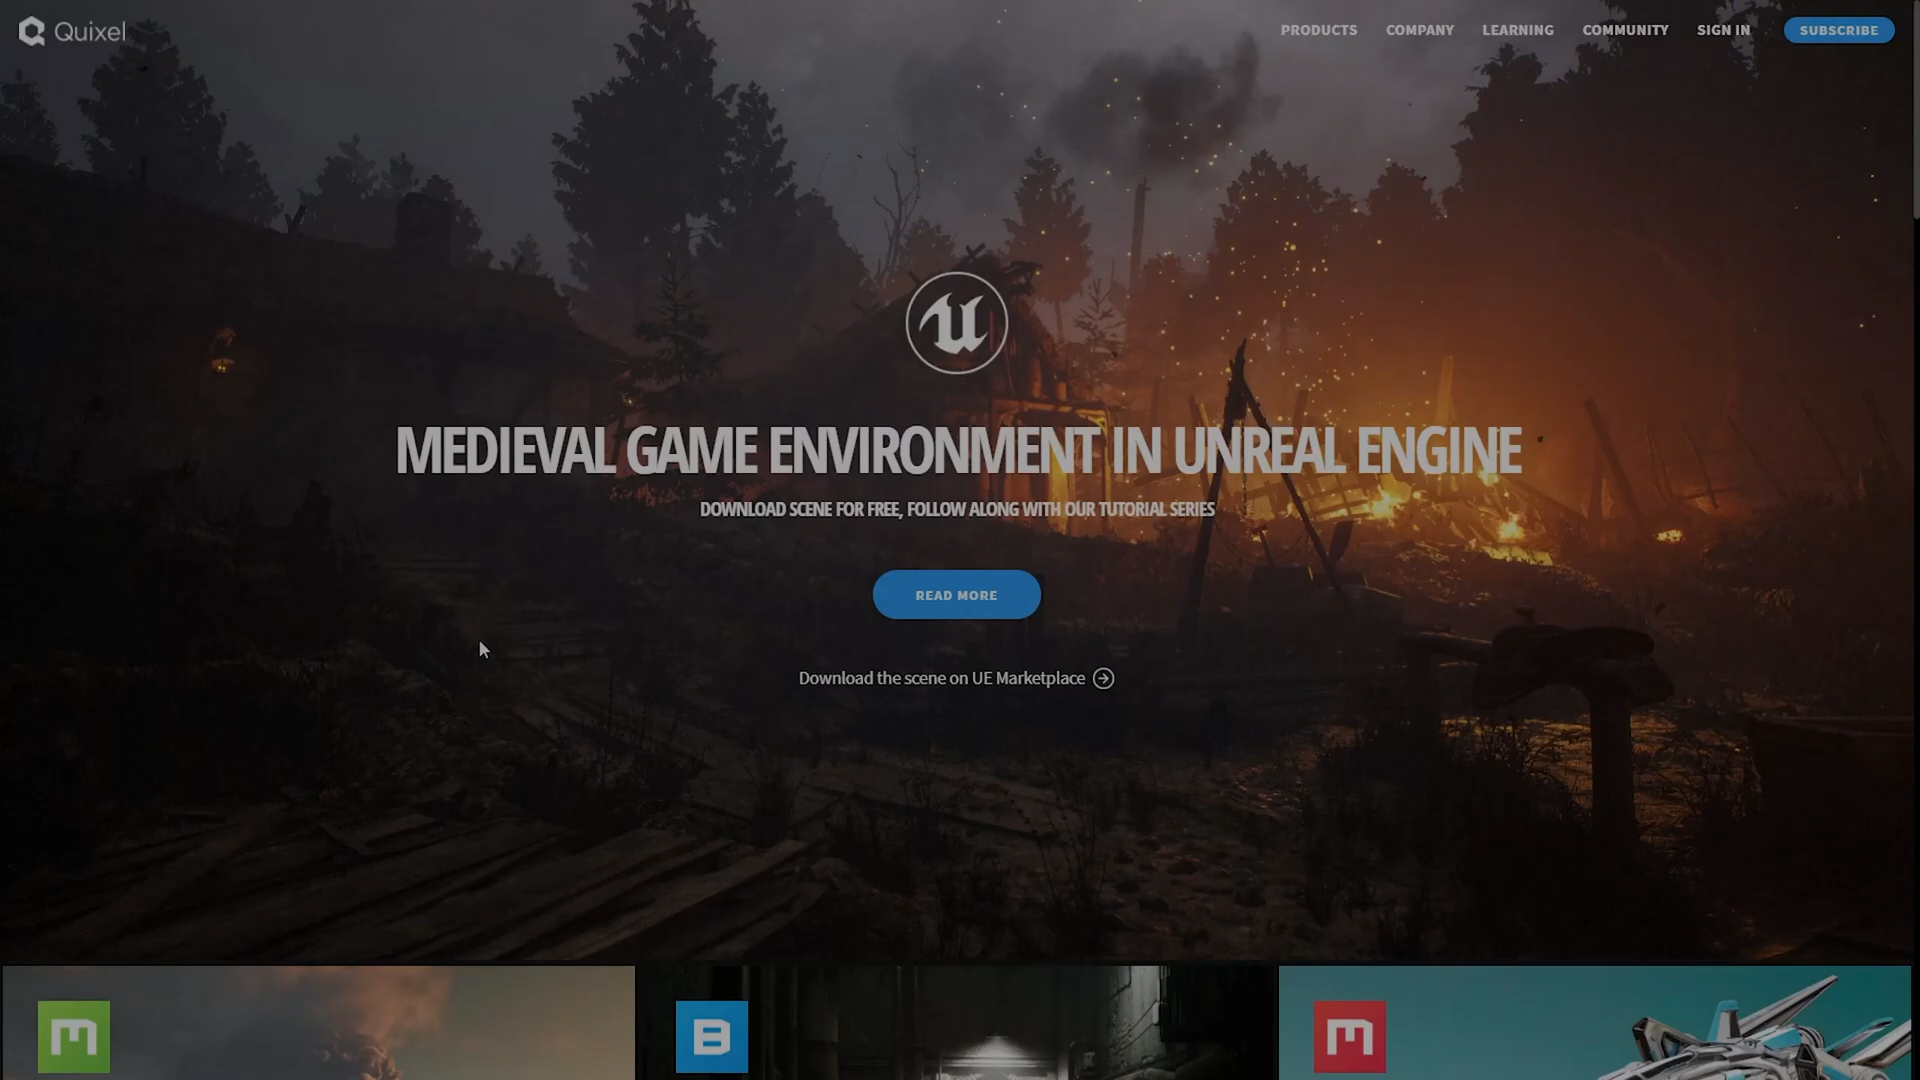 Quixel
PRODUCTS
COMPANY
LEARNING
COMMUNITY
SIGN IN
SUBSCRIBE
MEDIEVAL GAME ENVIRONMENT IN UNREAL ENGINE
DOWNLOAD SCENE FOR FREE, FOLLOW ALONG WITH OUR TUTORIAL SERIES
READ MORE
Download the scene on UE Marketplace
M
B
M